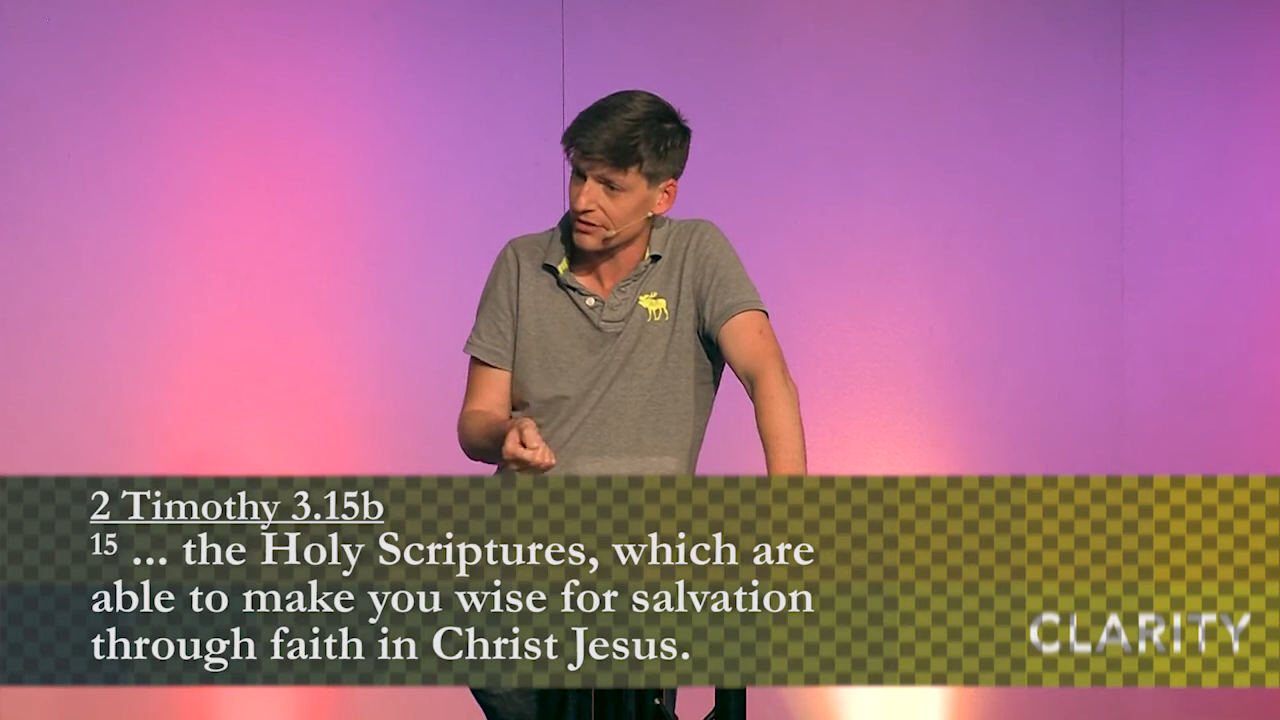 2 Timothy 3.15b
15 ... the Holy Scriptures, which are
able to make you wise for salvation
through faith in Christ Jesus.
CLARITY